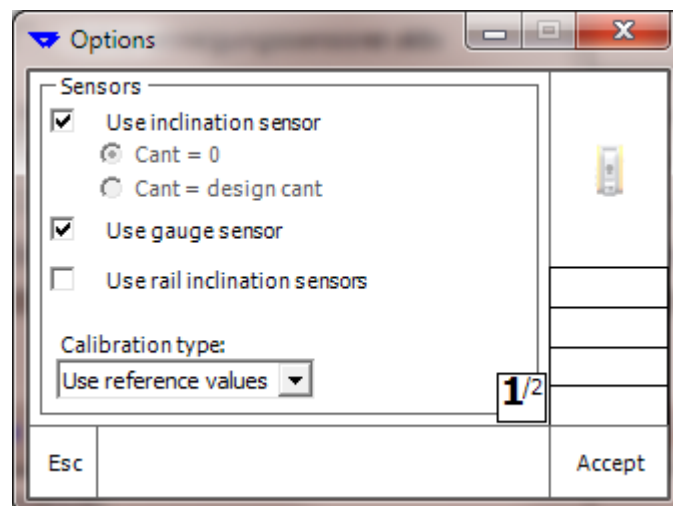 Options
Sensors
Use inclination sensor
Cant = 0
Cant = design cant
Use gauge sensor
Use rail inclination sensors
Calibration type:
Use reference values
1/2
Esc
Accept